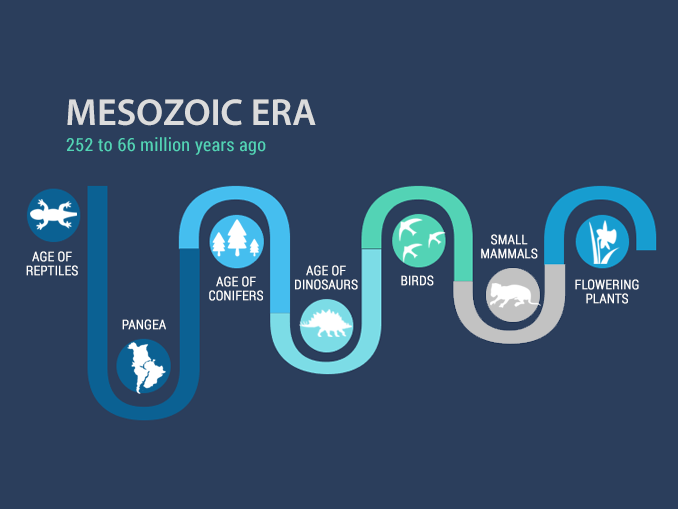 MESOZOIC ERA
252 to 66 million years ago
AGE OF
REPTILES
PANGEA
AGE OF
CONIFERS
AGE OF
DINOSAURS
BIRDS
SMALL
MAMMALS
FLOWERING
PLANTS